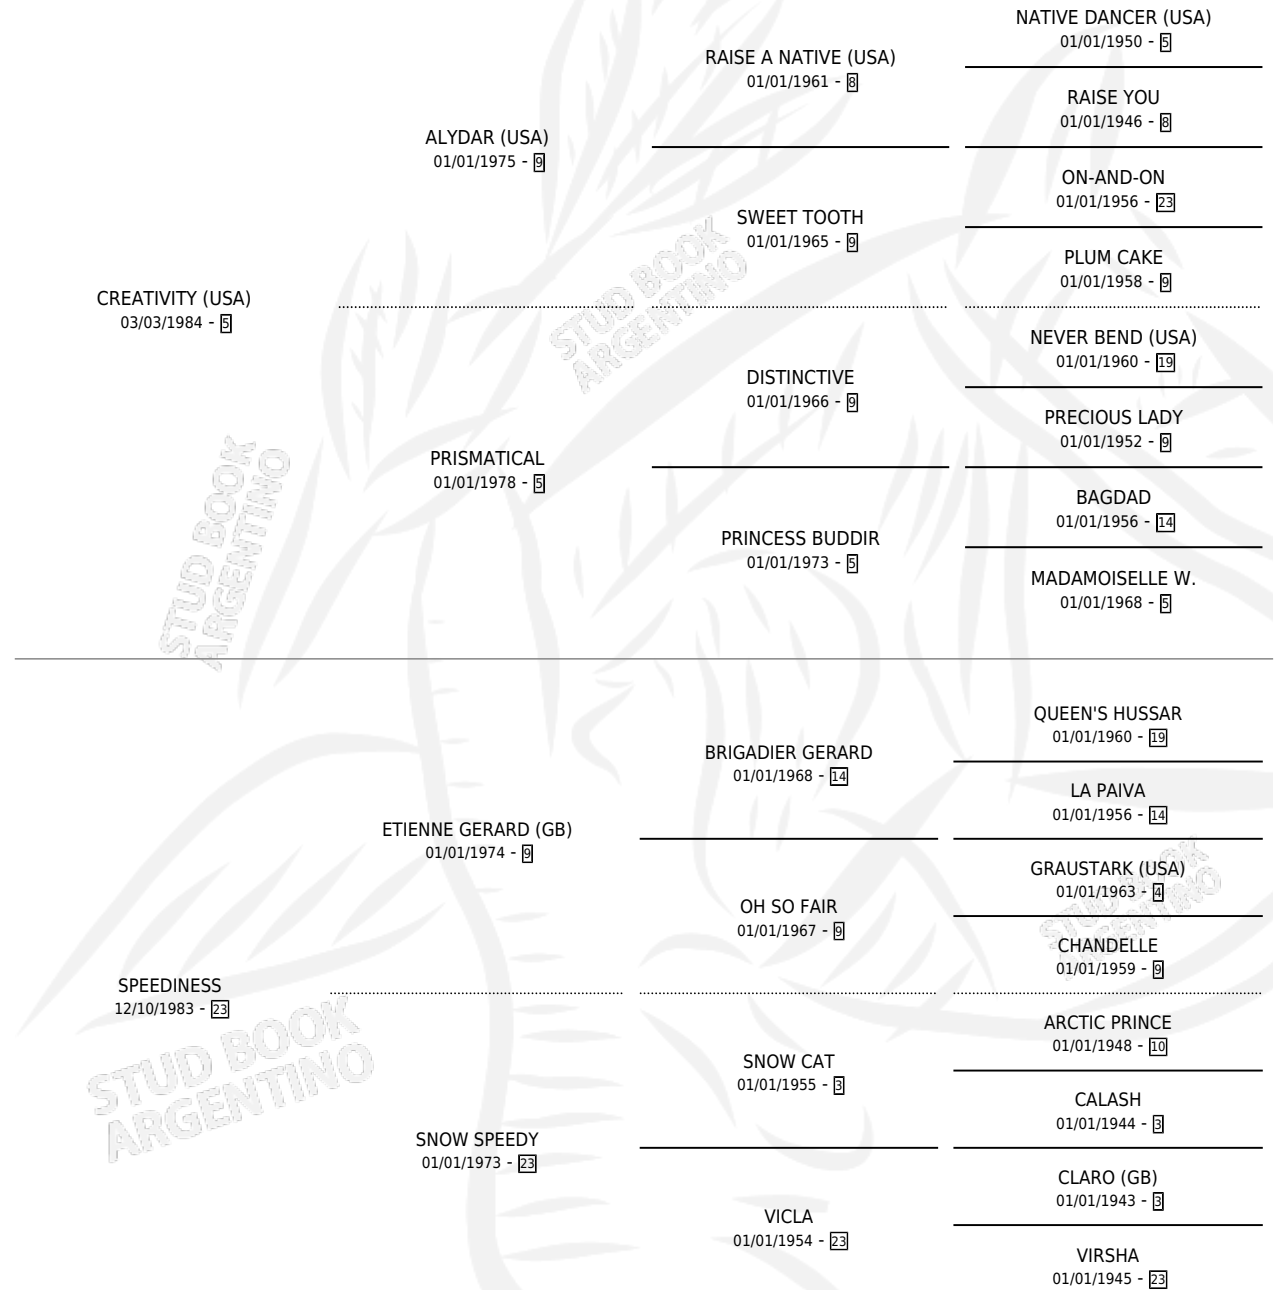 NATIVE DANCER (USA)
01/01/1950 - 5
RAISE A NATIVE (USA)
01/01/1961 - 8
RAISE YOU
01/01/1946 - 8
ALYDAR (USA)
01/01/1975 - 9
ON-AND-ON
01/01/1956 - 23
SWEET TOOTH
01/01/1965 - 9
PLUM CAKE
01/01/1958 - 9
CREATIVITY (USA)
03/03/1984 - 5
NEVER BEND (USA)
01/01/1960 - 19
DISTINCTIVE
01/01/1966 - 9
PRECIOUS LADY
01/01/1952 - 9
PRISMATICAL
01/01/1978 - 5
BAGDAD
01/01/1956 - 14
PRINCESS BUDDIR
01/01/1973 - 5
MADAMOISELLE W.
01/01/1968 - 5
STUD BOOK
ARGENTINO
STUD BOOK
ARGENTINO
QUEEN'S HUSSAR
01/01/1960 - 19
BRIGADIER GERARD
01/01/1968 - 14
LA PAIVA
01/01/1956 - 14
ETIENNE GERARD (GB)
01/01/1974 - 9
GRAUSTARK (USA)
01/01/1963 - 4
OH SO FAIR
01/01/1967 - 9
CHANDELLE
01/01/1959 - 9
STUD BOOK
ARGENTINO
SPEEDINESS
12/10/1983 - 23
ARCTIC PRINCE
01/01/1948 - 10
SNOW CAT
01/01/1955 - 3
CALASH
01/01/1944 - 3
STUD BOOK
ARGENTINO
SNOW SPEEDY
01/01/1973 - 23
CLARO (GB)
01/01/1943 - 3
VICLA
01/01/1954 - 23
VIRSHA
01/01/1945 - 23